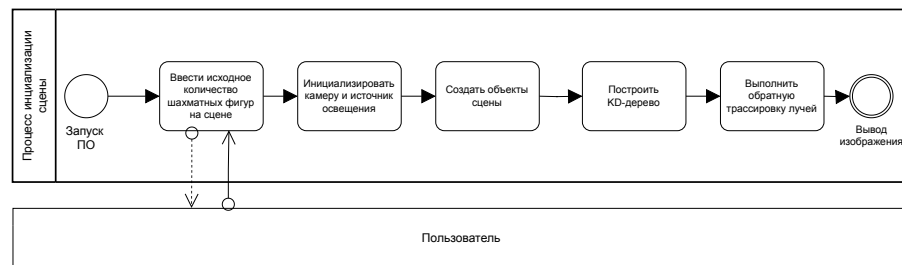 Процесс инциализации
сцены
Запуск
ПО
Ввести исходное
количество
шахматных фигур
на сцене
Инициализировать
камеру и источник
освещения
Создать объекты
сцены
Построить
KD-дерево
Выполнить
обратную
трассировку лучей
Вывод
изображения
Пользователь